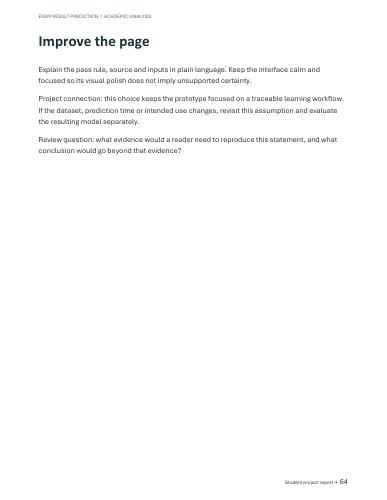 EXAM RESULT PREDICTION | ACADEMIC ANALYSIS
Improve the page
Explain the pass rule, source and inputs in plain language. Keep the interface calm and
focused so its visual polish does not imply unsupported certainty.
Project connection: this choice keeps the prototype focused on a traceable learning workflow.
If the dataset, prediction time or intended use changes, revisit this assumption and evaluate
the resulting model separately.
Review question: what evidence would a reader need to reproduce this statement, and what
conclusion would go beyond that evidence?
Student project report • 64